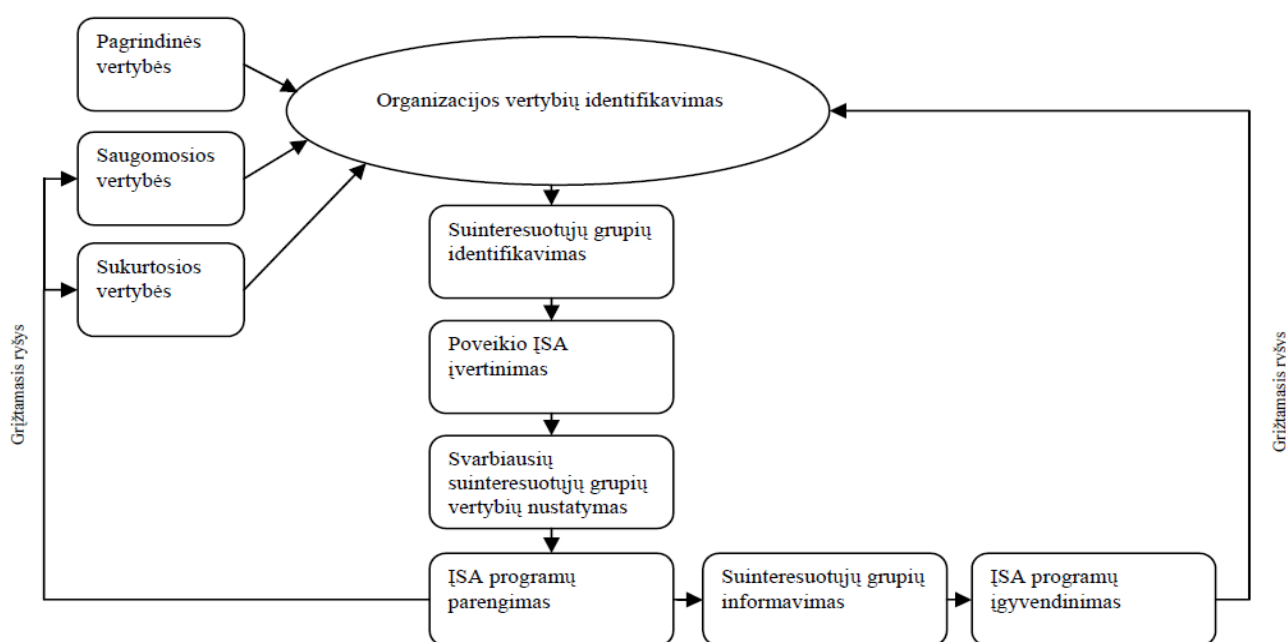 Pagrindinės
vertybės
Organizacijos vertybių identifikavimas
Saugomosios
vertybės
Sukurtosios
vertybės
Suinteresuotųjų grupių
identifikavimas
Poveikio ĮSA
įvertinimas
Svarbiausių
suinteresuotųjų grupių
vertybių nustatymas
ĮSA programų
parengimas
Suinteresuotųjų grupių
informavimas
ĮSA programų
įgyvendinimas
Grįžtamasis ryšys
Grįžtamasis ryšys